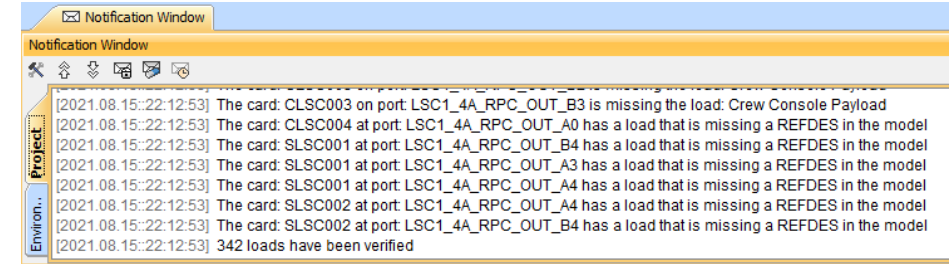 Notification Window
Notification Window
Project
Environ..
[2021.08.15::22:12:53] The card: CLSC003 on port: LSC1_4A_RPC_OUT_B3 is missing the load: Crew Console Payload
[2021.08.15::22:12:53] The card: CLSC004 at port: LSC1_4A_RPC_OUT_A0 has a load that is missing a REFDES in the model
[2021.08.15::22:12:53] The card: SLSC001 at port: LSC1_4A_RPC_OUT_B4 has a load that is missing a REFDES in the model
[2021.08.15::22:12:53] The card: SLSC001 at port: LSC1_4A_RPC_OUT_A3 has a load that is missing a REFDES in the model
[2021.08.15::22:12:53] The card: SLSC001 at port: LSC1_4A_RPC_OUT_A4 has a load that is missing a REFDES in the model
[2021.08.15::22:12:53] The card: SLSC002 at port: LSC1_4A_RPC_OUT_A4 has a load that is missing a REFDES in the model
[2021.08.15::22:12:53] The card: SLSC002 at port: LSC1_4A_RPC_OUT_B4 has a load that is missing a REFDES in the model
[2021.08.15::22:12:53] 342 loads have been verified